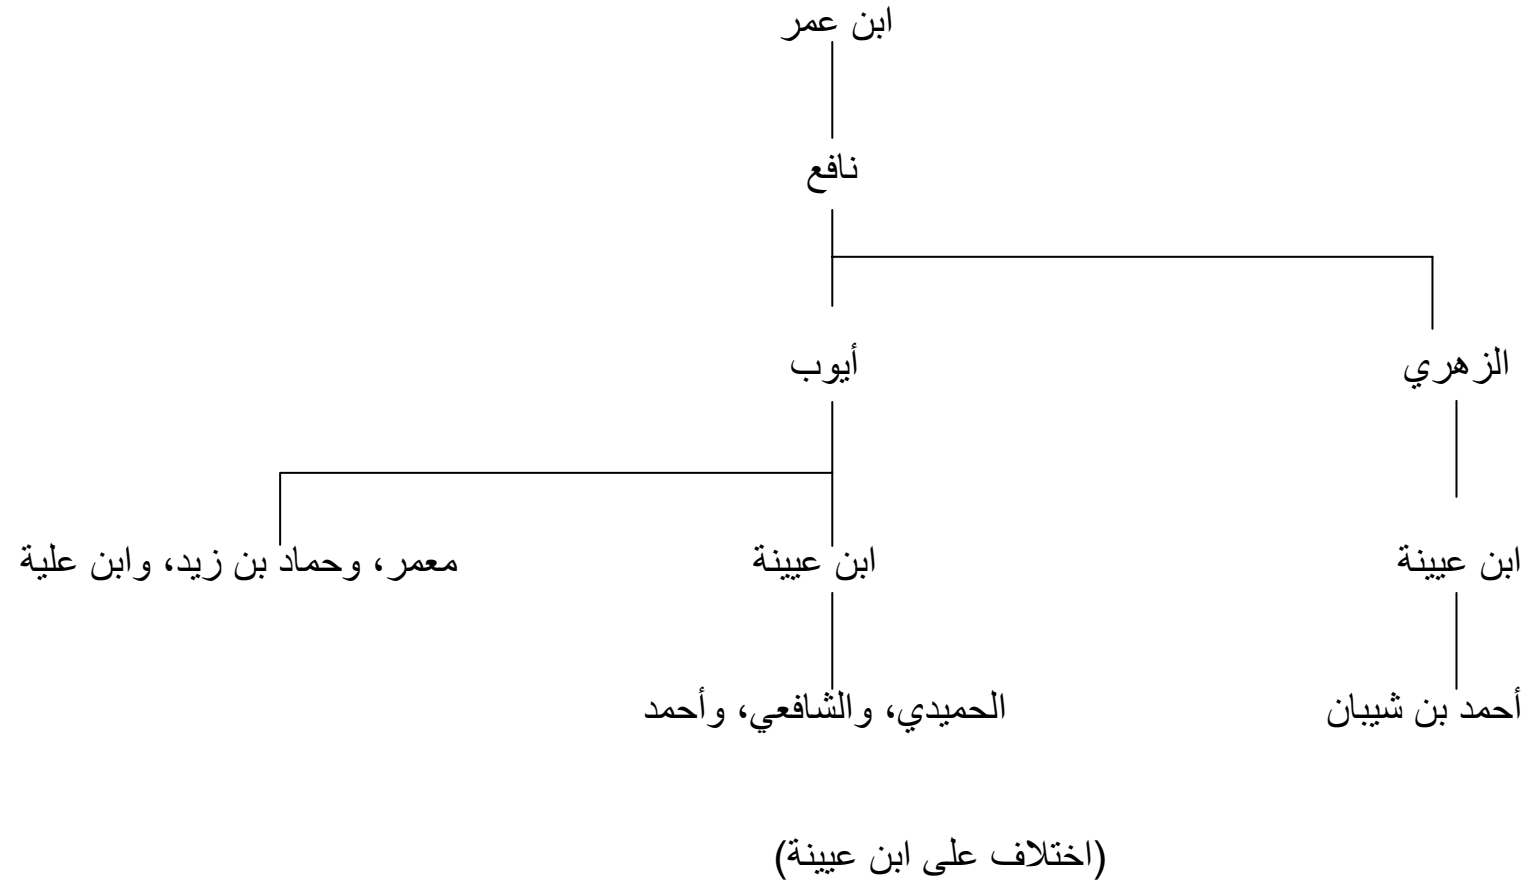 ابن عمر
نافع
الزهري
أيوب
ابن عيينة
ابن عيينة
معمر، وحماد بن زيد، وابن علية
أحمد بن شيبان
الحميدي، والشافعي، وأحمد
(اختلاف على ابن عيينة)